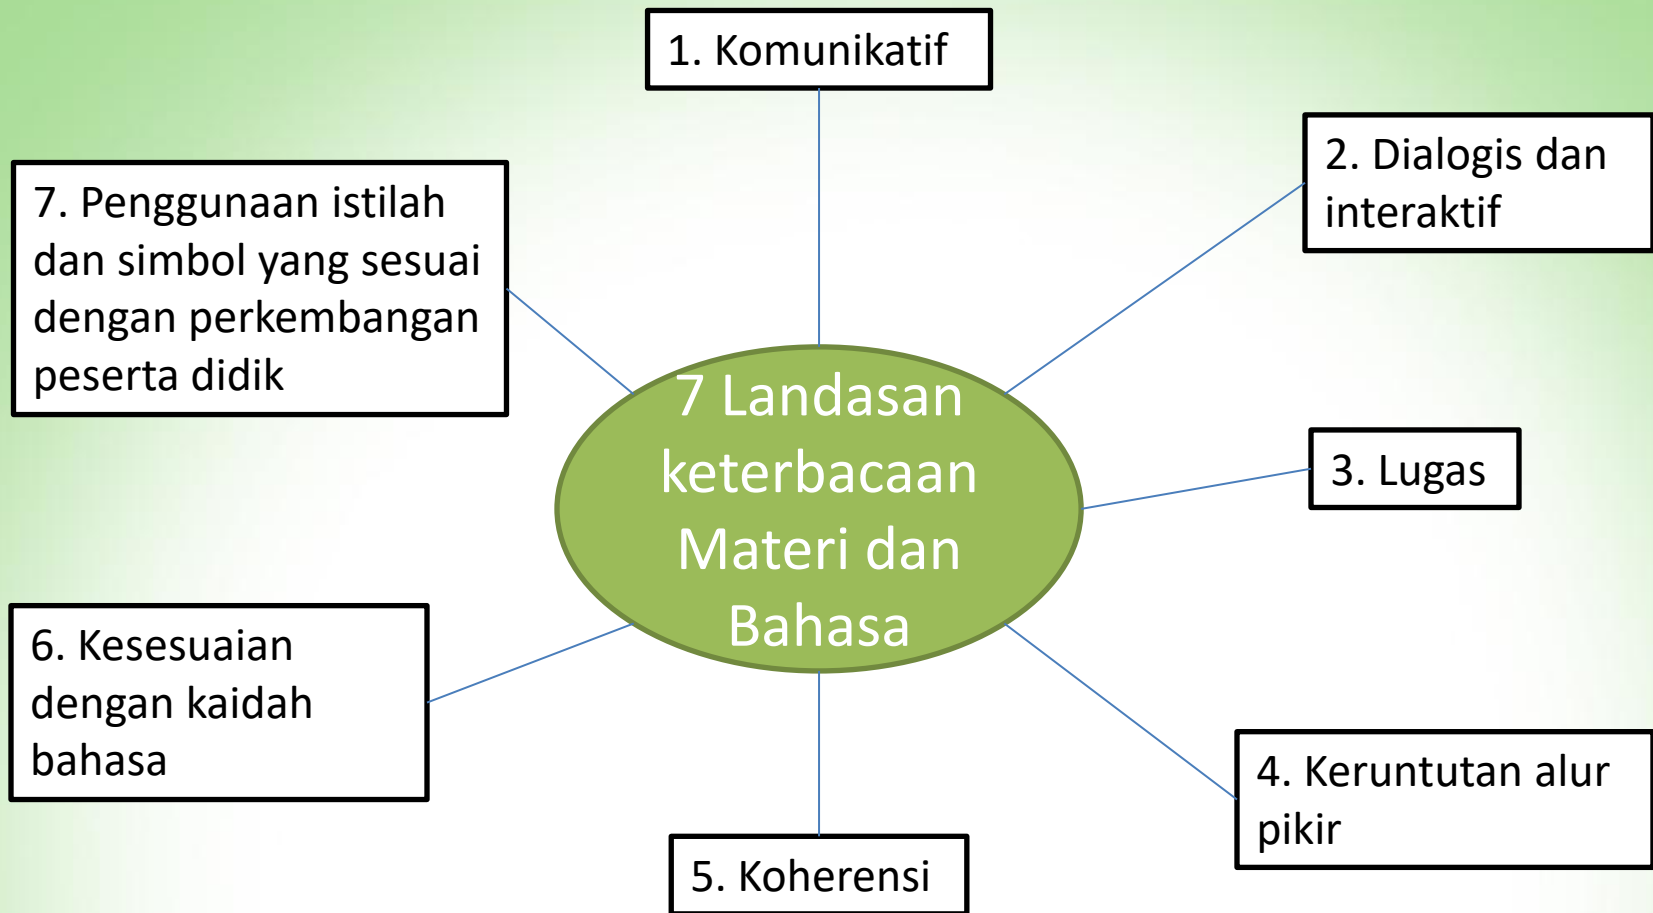 1. Komunikatif
2. Dialogis dan
interaktif
3. Lugas
4. Keruntutan alur
pikir
5. Koherensi
6. Kesesuaian
dengan kaidah
bahasa
7. Penggunaan istilah
dan simbol yang sesuai
dengan perkembangan
peserta didik
7 Landasan
keterbacaan
Materi dan
Bahasa